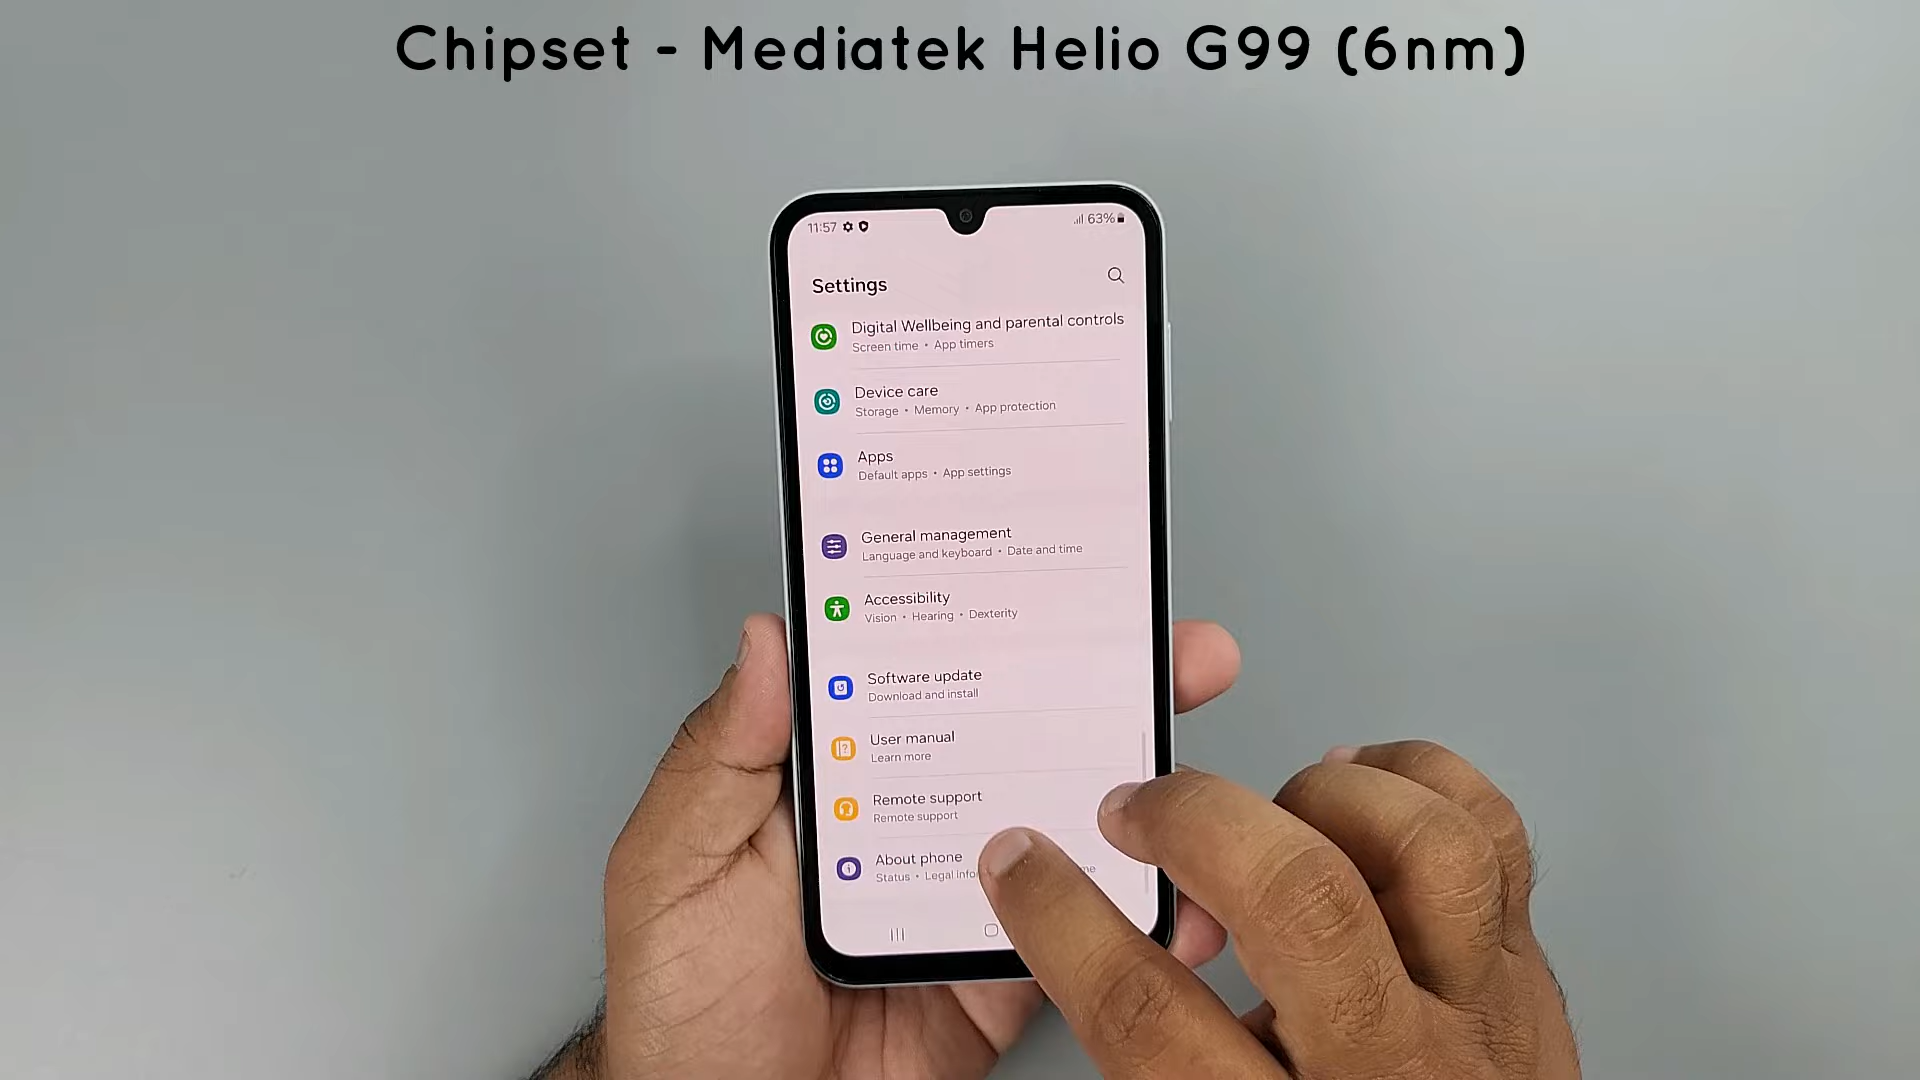 Chipset - Mediatek Helio G99 (6nm)
11:57 63%
Settings
Digital Wellbeing and parental controls
Screen time • App timers
Device care
Storage • Memory • App protection
Apps
Default apps • App settings
General management
Language and keyboard • Date and time
Accessibility
Vision • Hearing • Dexterity
Software update
Download and install
User manual
Learn more
Remote support
Remote support
About phone
Status • Legal